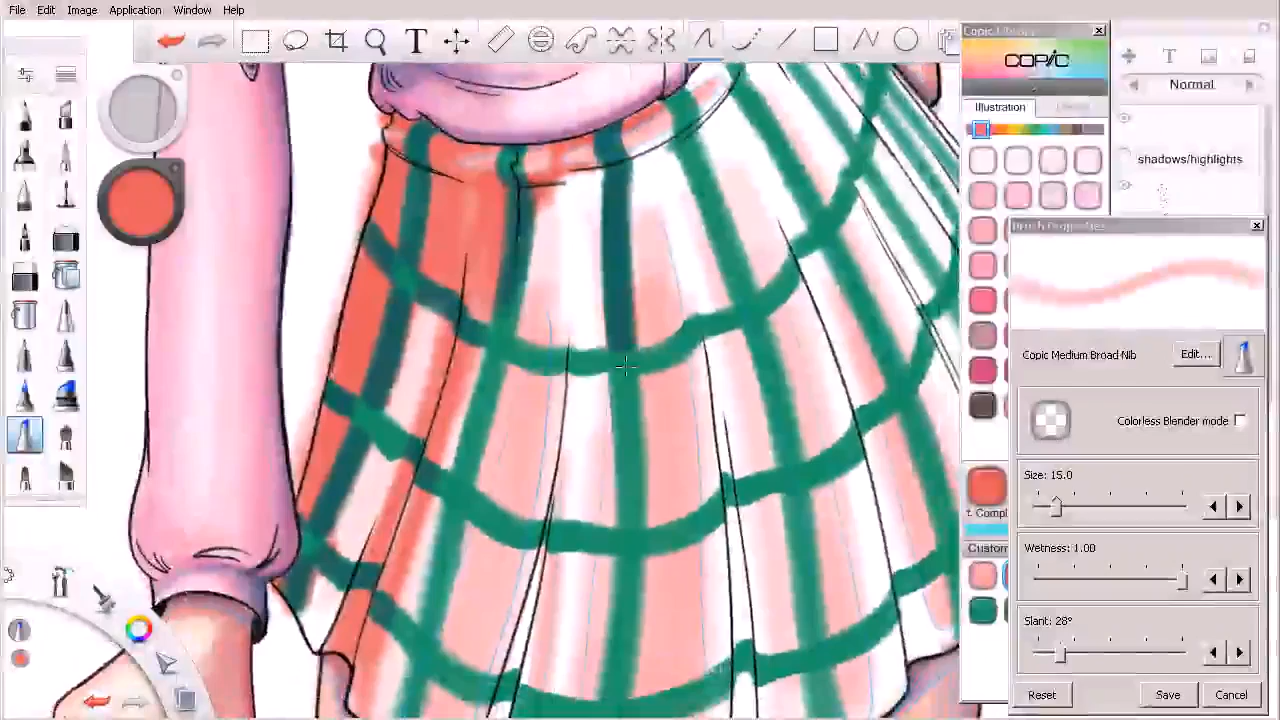 File Edit Image Application Window Help
T
Copic Library
COPIC
T
Normal
Illustration
shadows/highlights
Brush Properties
Copic Medium Broad Nib
Edit...
Colorless Blender mode
Size: 15.0
t. Compl
Wetness: 1.00
Custom
Slant: 28°
Reset Save Cancel